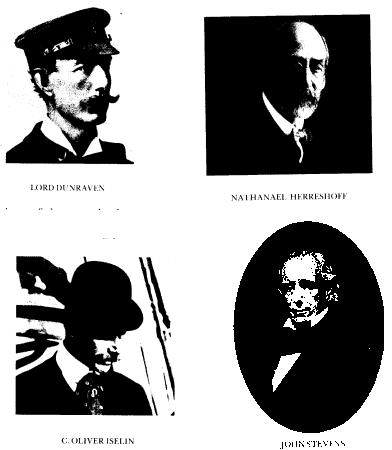 LORD DUNRAVEN
NATHANAEL HERRESHOFF
C. OLIVER ISELIN
JOHN STEVENS